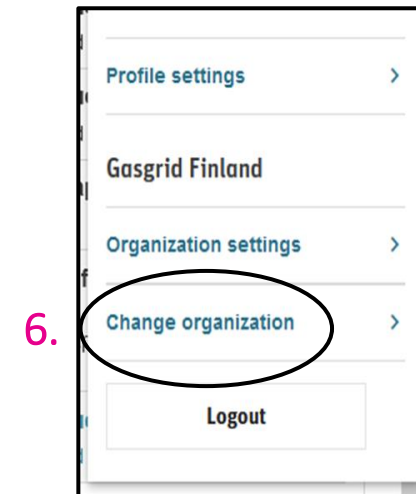 Profile settings
Gasgrid Finland
Organization settings
6. Change organization
Logout